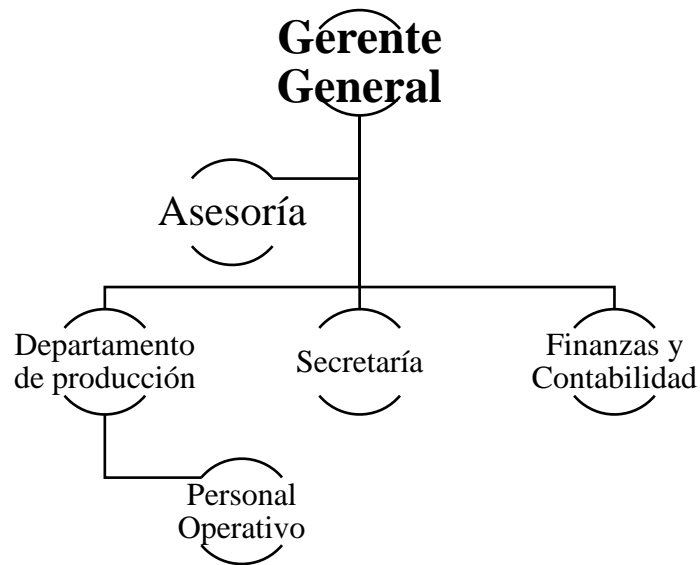 Gerente
General
Asesoría
Departamento
de producción
Secretaría
Finanzas y
Contabilidad
Personal
Operativo